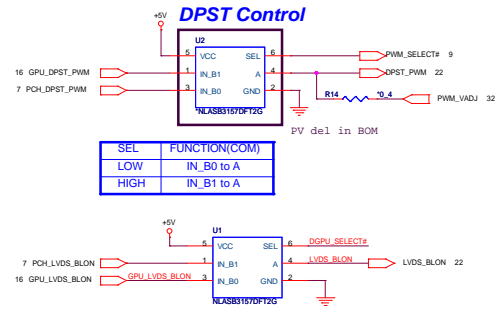 DPST Control
+5V
U2
5 VCC SEL 6 PWM_SELECT# 9
16 GPU_DPST_PWM 1 IN_B1 A 4 DPST_PWM 22
7 PCH_DPST_PWM 3 IN_B0 GND 2
*NLASB3157DFT2G
R14 *0_4 PWM_VADJ 32
PV del in BOM
SEL FUNCTION(COM)
LOW IN_B0 to A
HIGH IN_B1 to A
+5V
U1
5 VCC SEL 6 DGPU_SELECT#
7 PCH_LVDS_BLON 1 IN_B1 A 4 LVDS_BLON LVDS_BLON 22
16 GPU_LVDS_BLON GPU_LVDS_BLON 3 IN_B0 GND 2
NLASB3157DFT2G